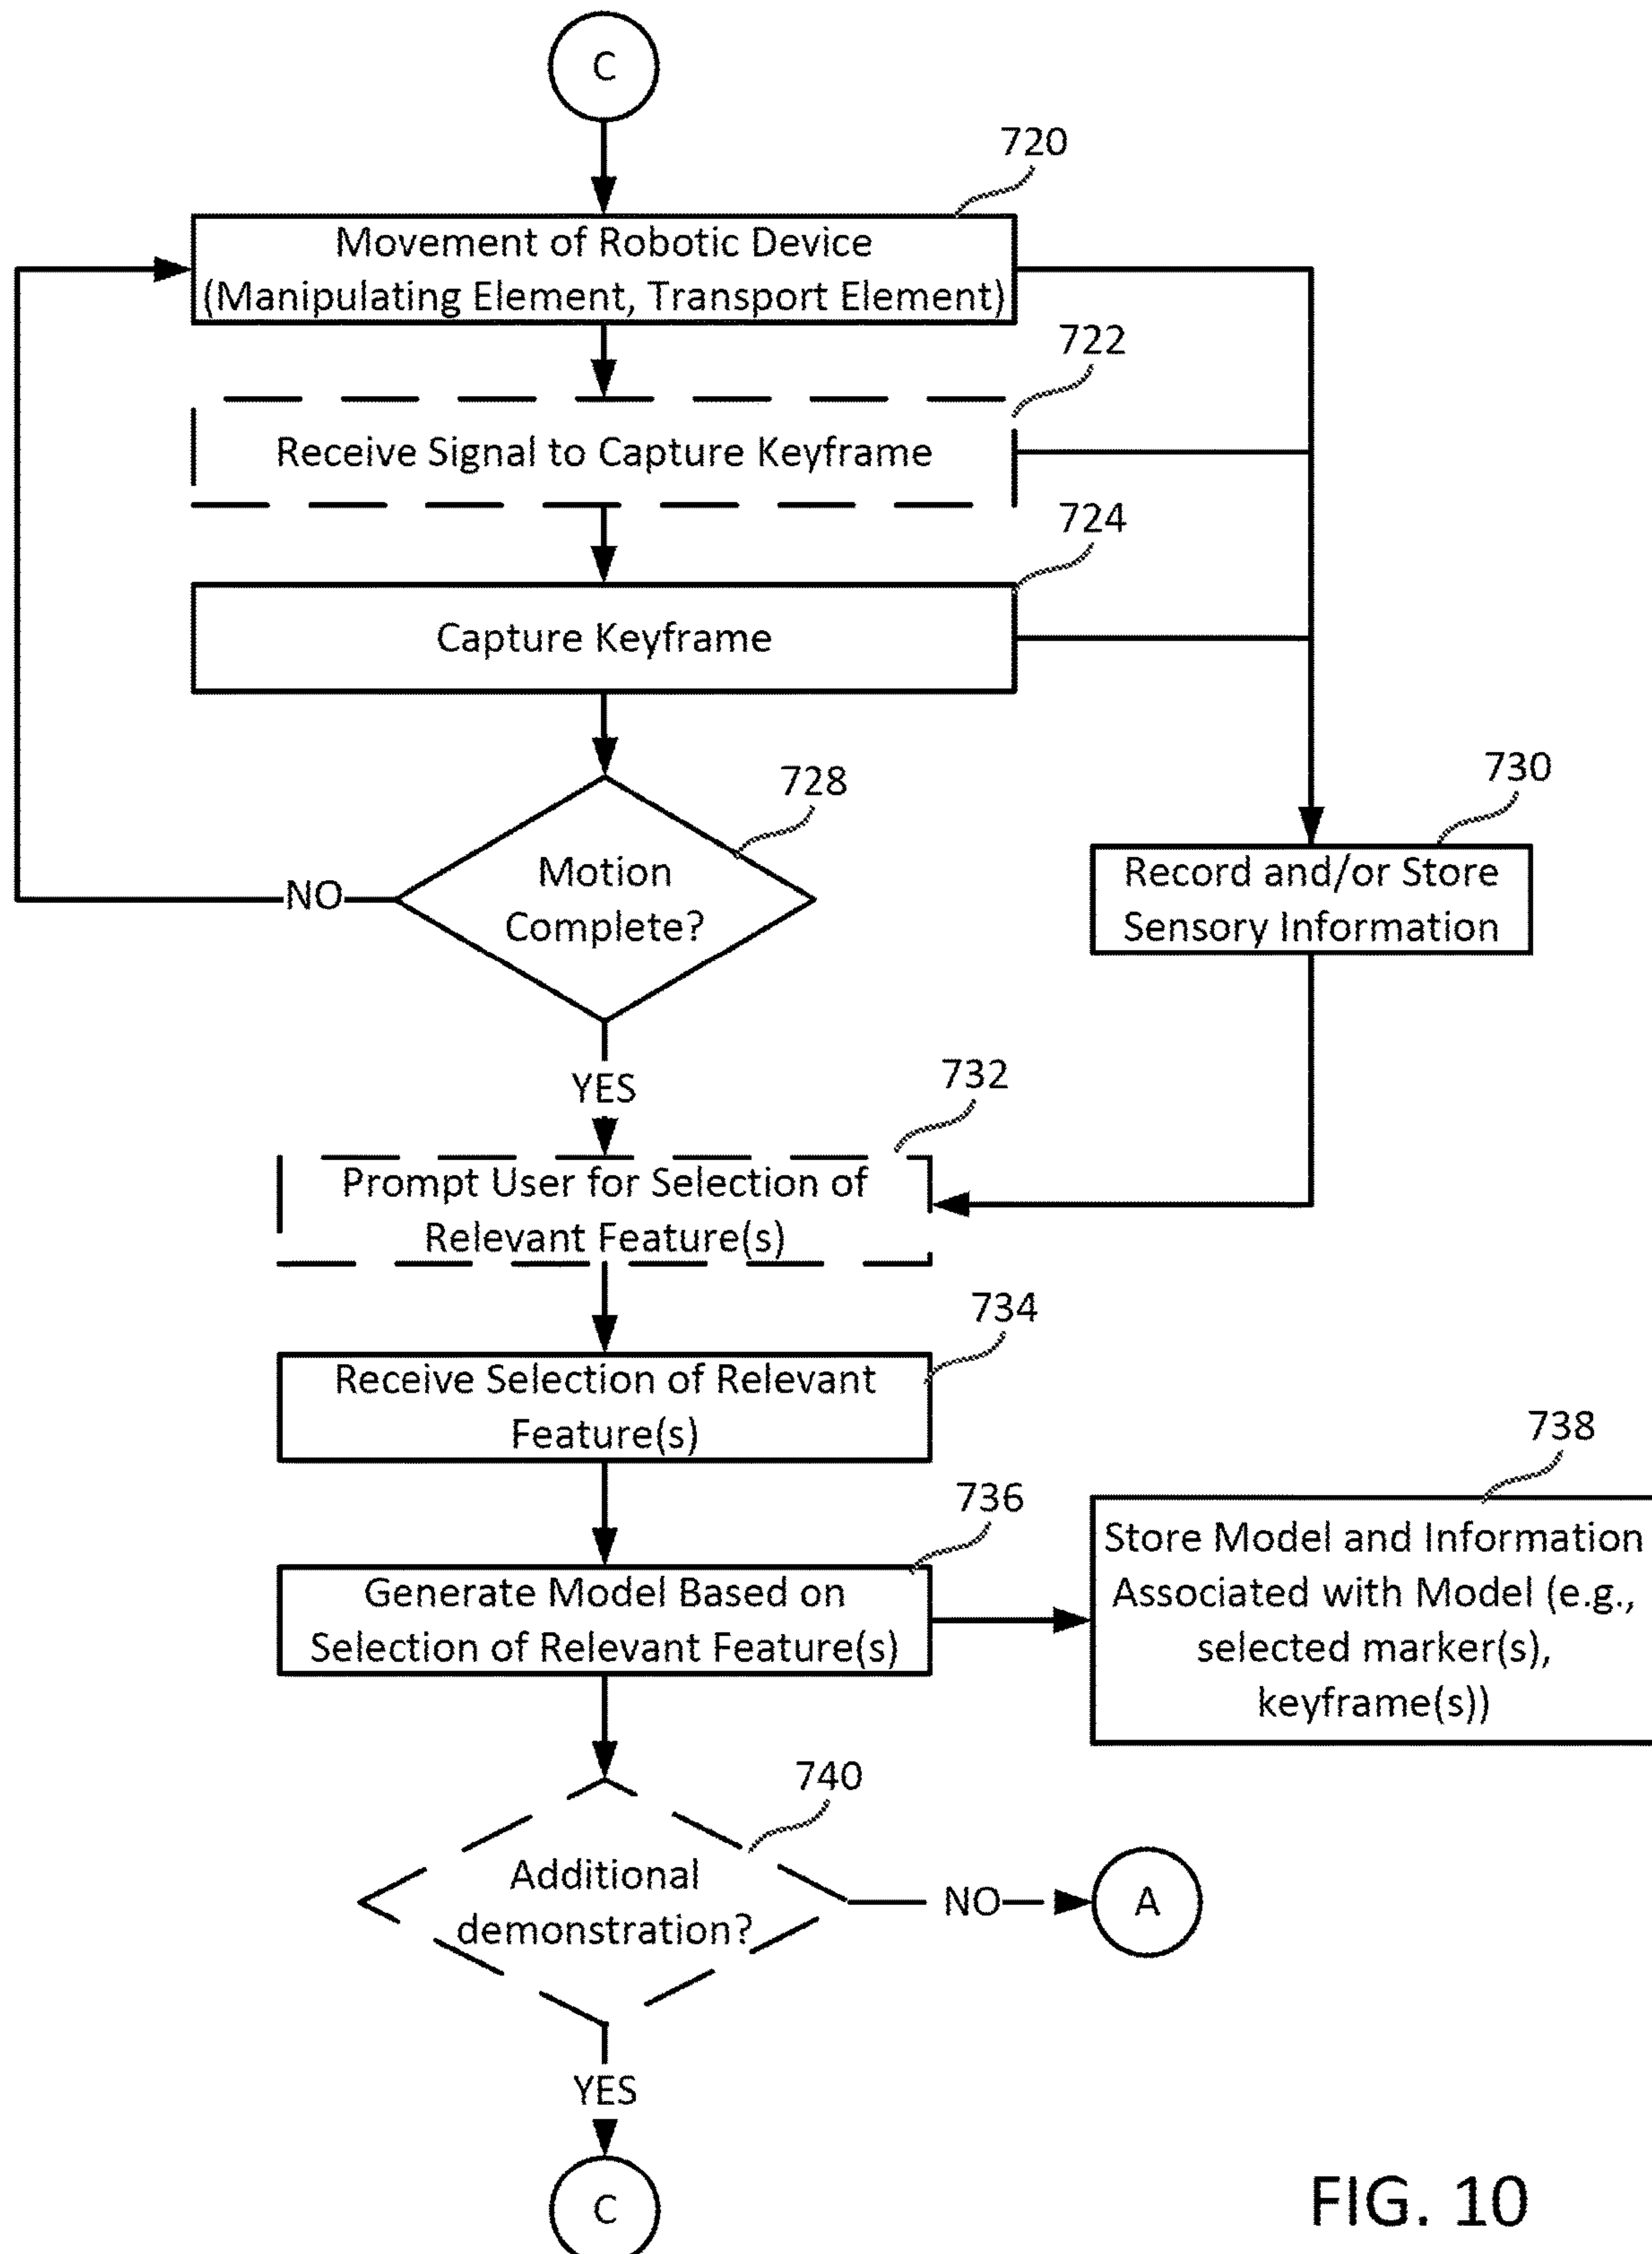 C
720
Movement of Robotic Device
(Manipulating Element, Transport Element)
722
Receive Signal to Capture Keyframe
724
Capture Keyframe
728
Motion
Complete?
NO
730
Record and/or Store
Sensory Information
YES
732
Prompt User for Selection of
Relevant Feature(s)
734
Receive Selection of Relevant
Feature(s)
736
Generate Model Based on
Selection of Relevant Feature(s)
738
Store Model and Information
Associated with Model (e.g.,
selected marker(s),
keyframe(s))
740
Additional
demonstration?
NO
A
YES
C
FIG. 10